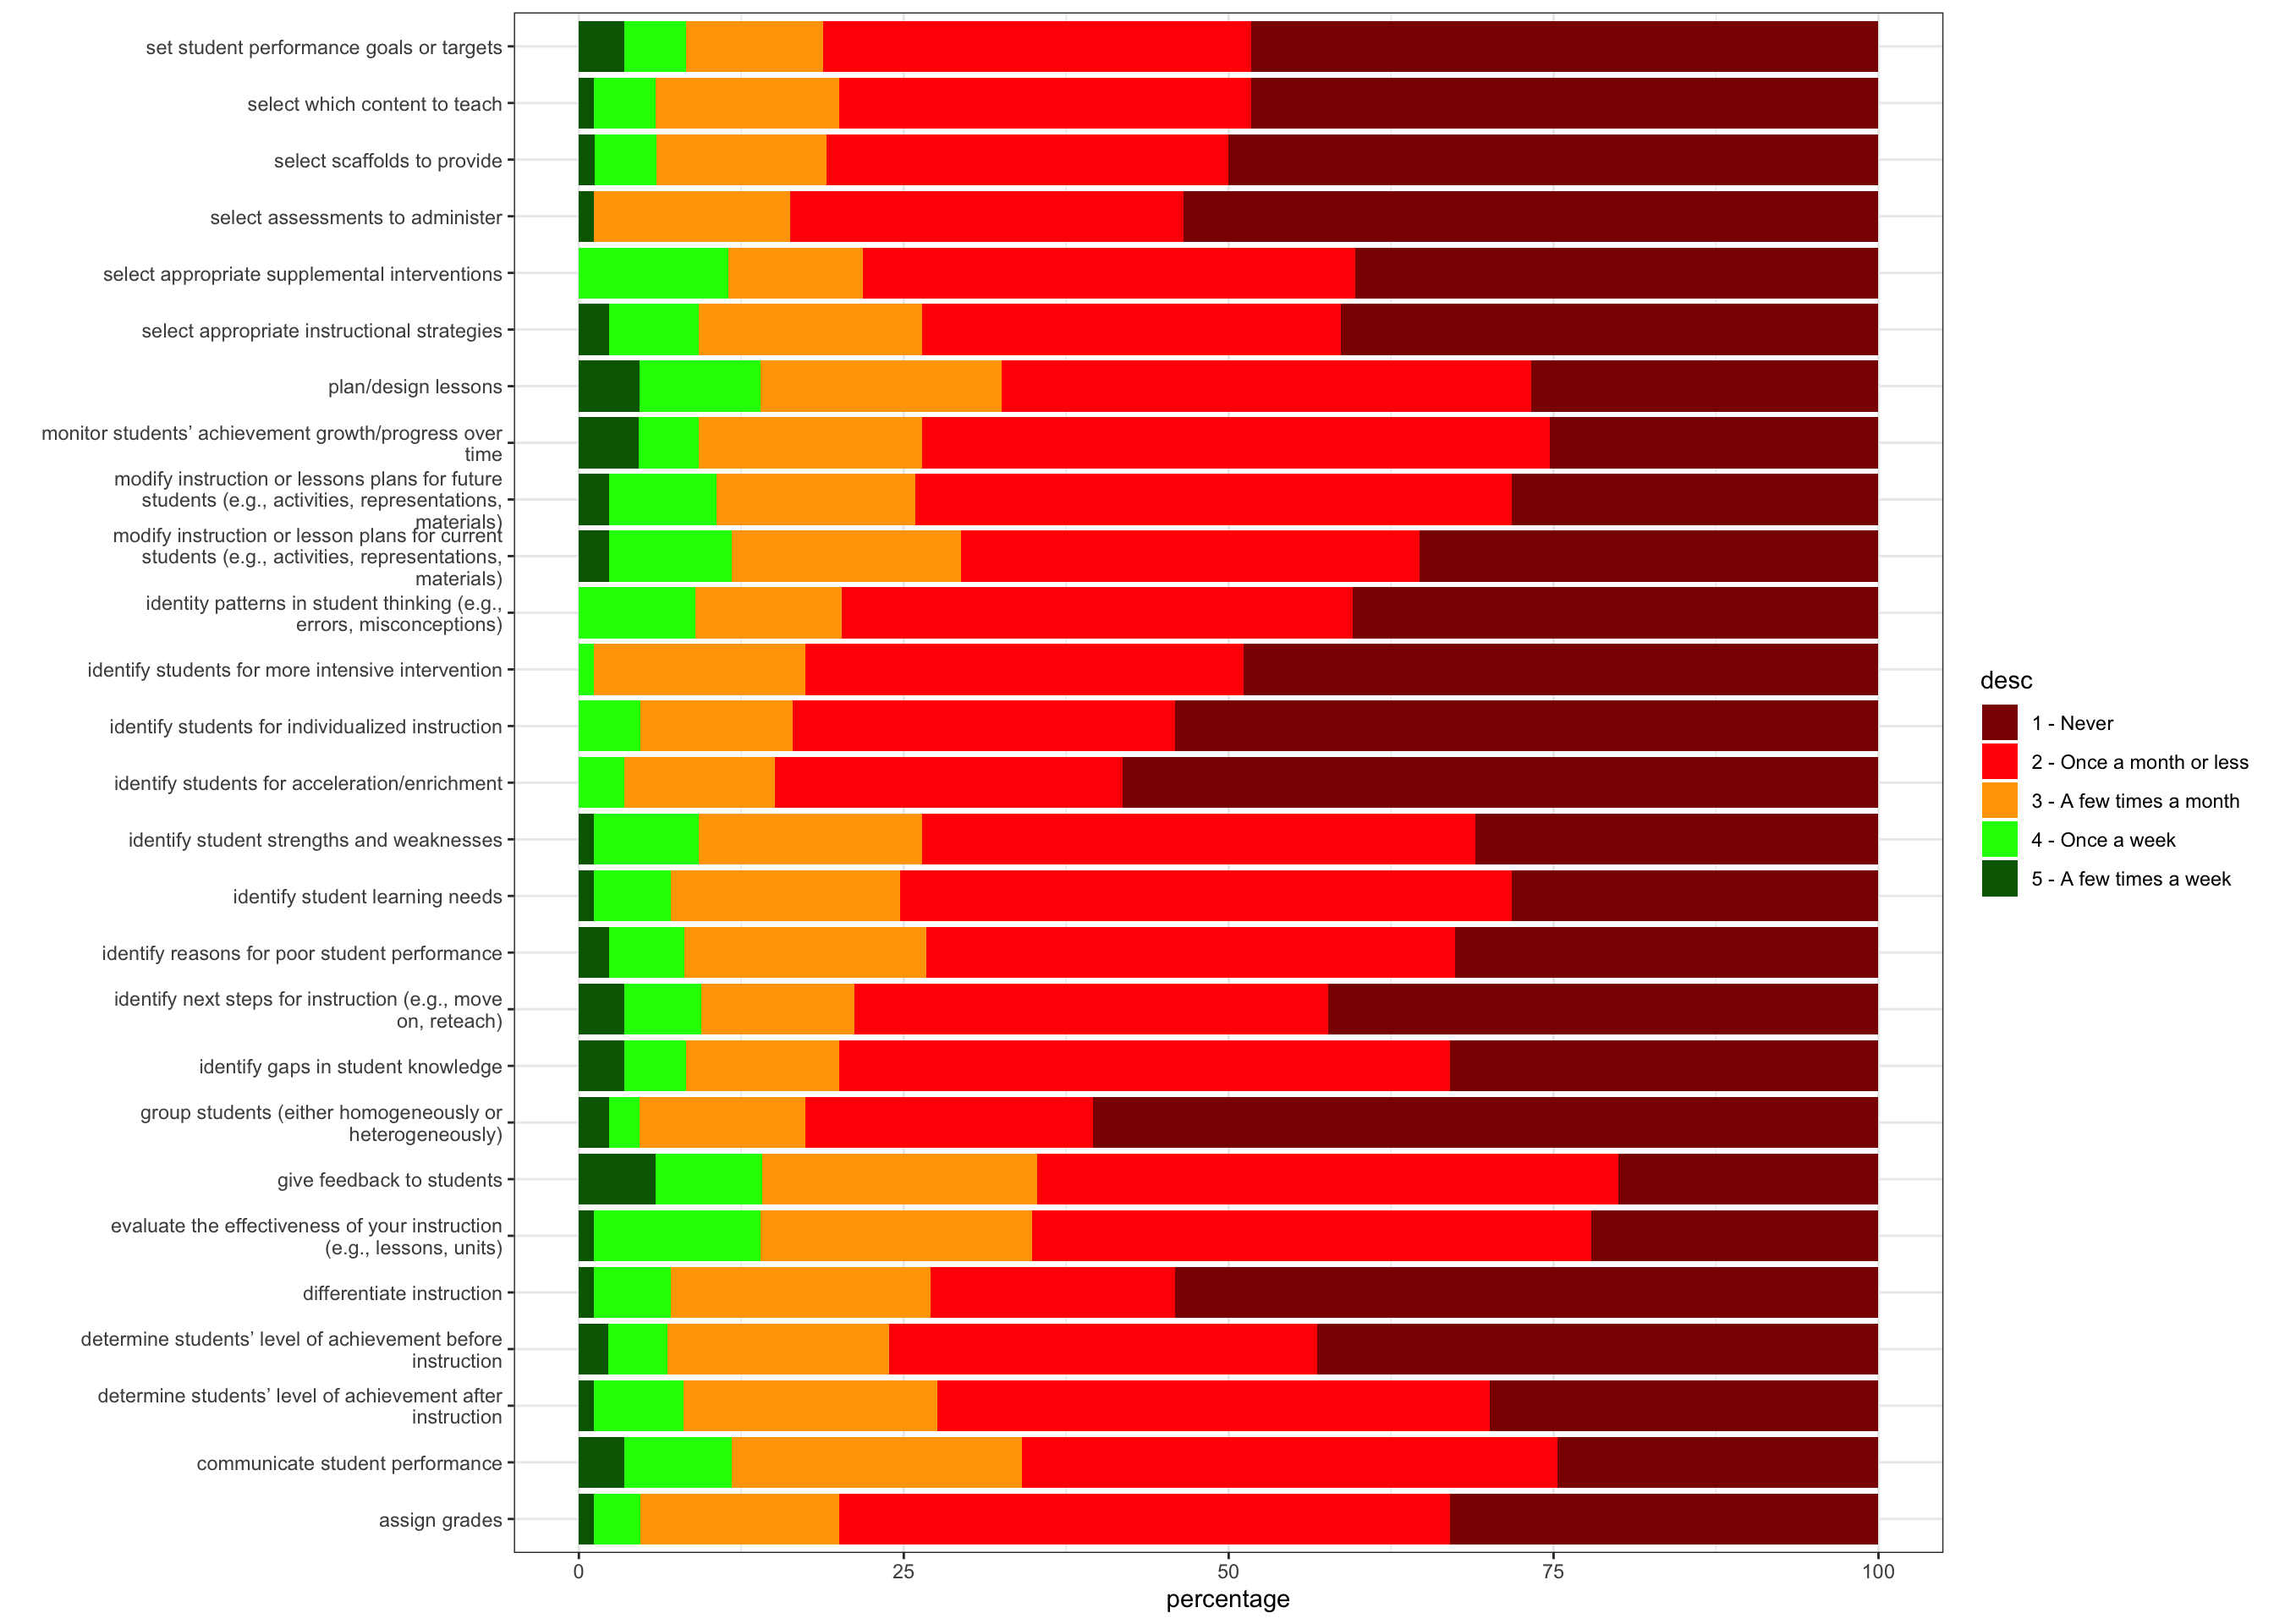 set student performance goals or targets
select which content to teach
select scaffolds to provide
select assessments to administer
select appropriate supplemental interventions
select appropriate instructional strategies
plan/design lessons
monitor students’ achievement growth/progress over
time
modify instruction or lessons plans for future
students (e.g., activities, representations,
materials)
modify instruction or lesson plans for current
students (e.g., activities, representations,
materials)
identity patterns in student thinking (e.g.,
errors, misconceptions)
identify students for more intensive intervention
identify students for individualized instruction
identify students for acceleration/enrichment
identify student strengths and weaknesses
identify student learning needs
identify reasons for poor student performance
identify next steps for instruction (e.g., move
on, reteach)
identify gaps in student knowledge
group students (either homogeneously or
heterogeneously)
give feedback to students
evaluate the effectiveness of your instruction
(e.g., lessons, units)
differentiate instruction
determine students’ level of achievement before
instruction
determine students’ level of achievement after
instruction
communicate student performance
assign grades
0 25 50 75 100
percentage
desc
1 - Never
2 - Once a month or less
3 - A few times a month
4 - Once a week
5 - A few times a week